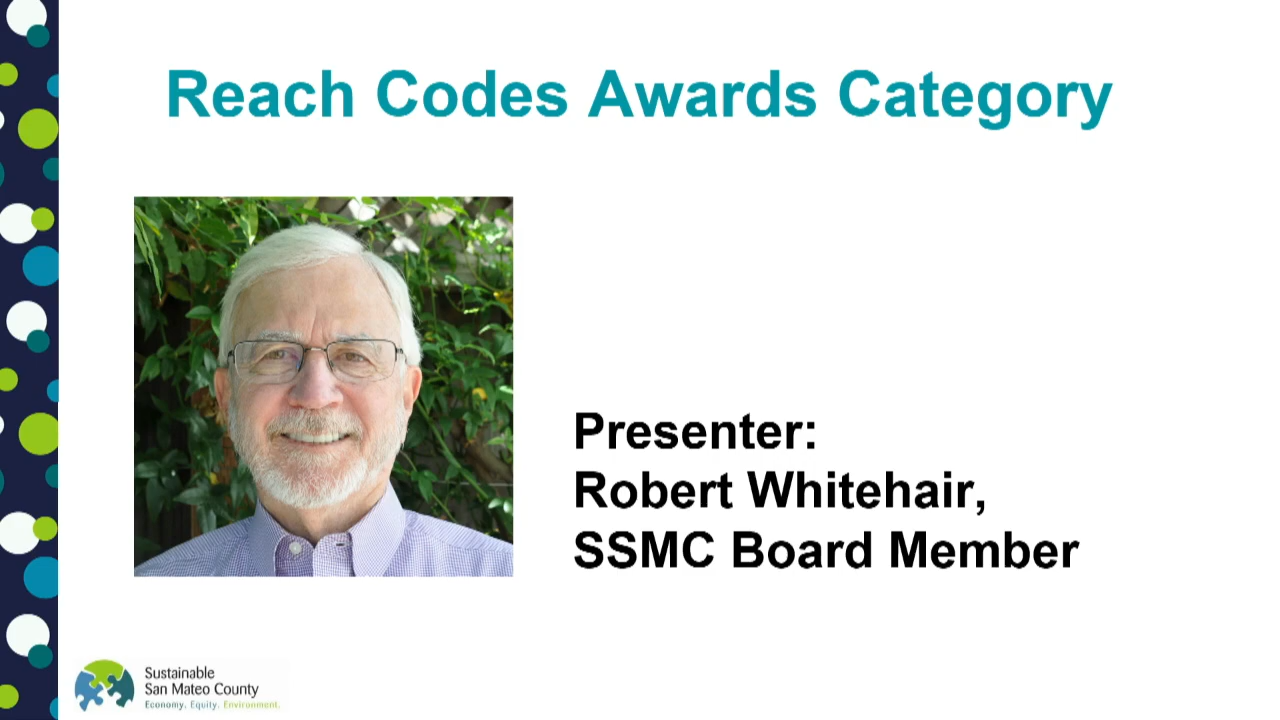 Reach Codes Awards Category
Presenter:
Robert Whitehair,
SSMC Board Member
Sustainable
San Mateo County
Economy. Equity. Environment.